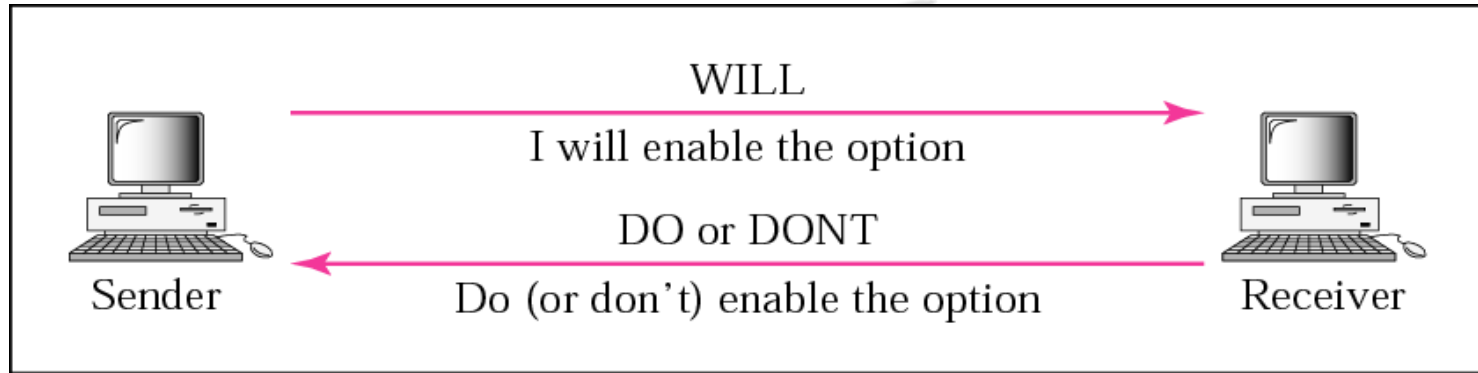 WILL
I will enable the option
DO or DONT
Do (or don’t) enable the option
Sender
Receiver